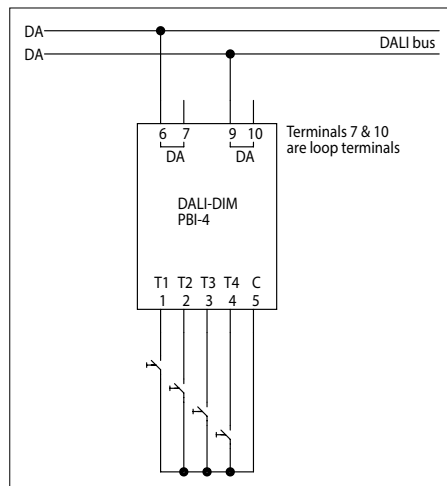 DA
DALI bus
DA
6 7 9 10
DA DA
Terminals 7 & 10
are loop terminals
DALI-DIM
PBI-4
T1 T2 T3 T4 C
1 2 3 4 5